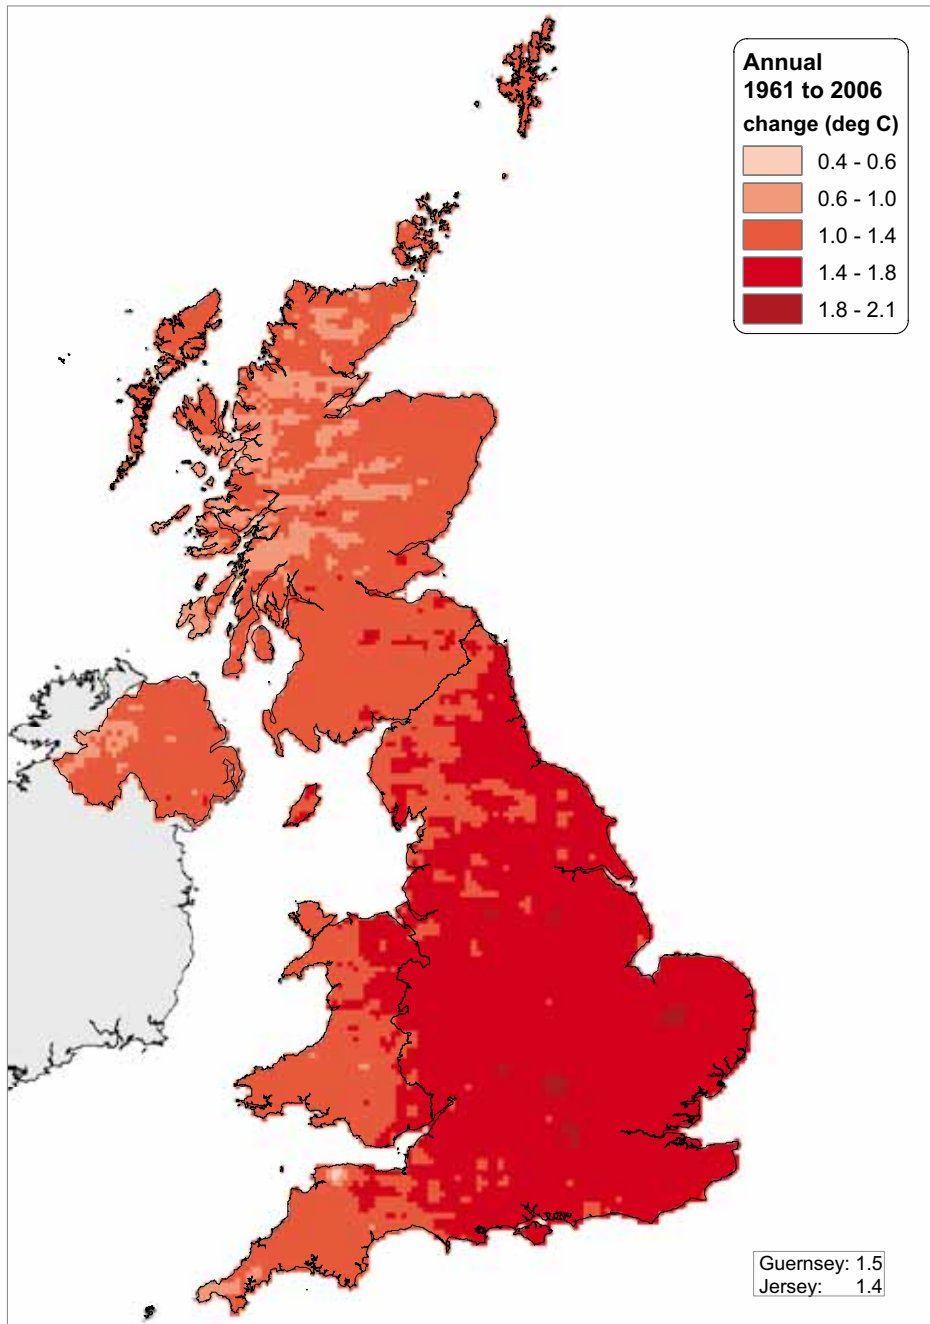 Annual
1961 to 2006
change (deg C)
0.4 - 0.6
0.6 - 1.0
1.0 - 1.4
1.4 - 1.8
1.8 - 2.1
Guernsey: 1.5
Jersey: 1.4